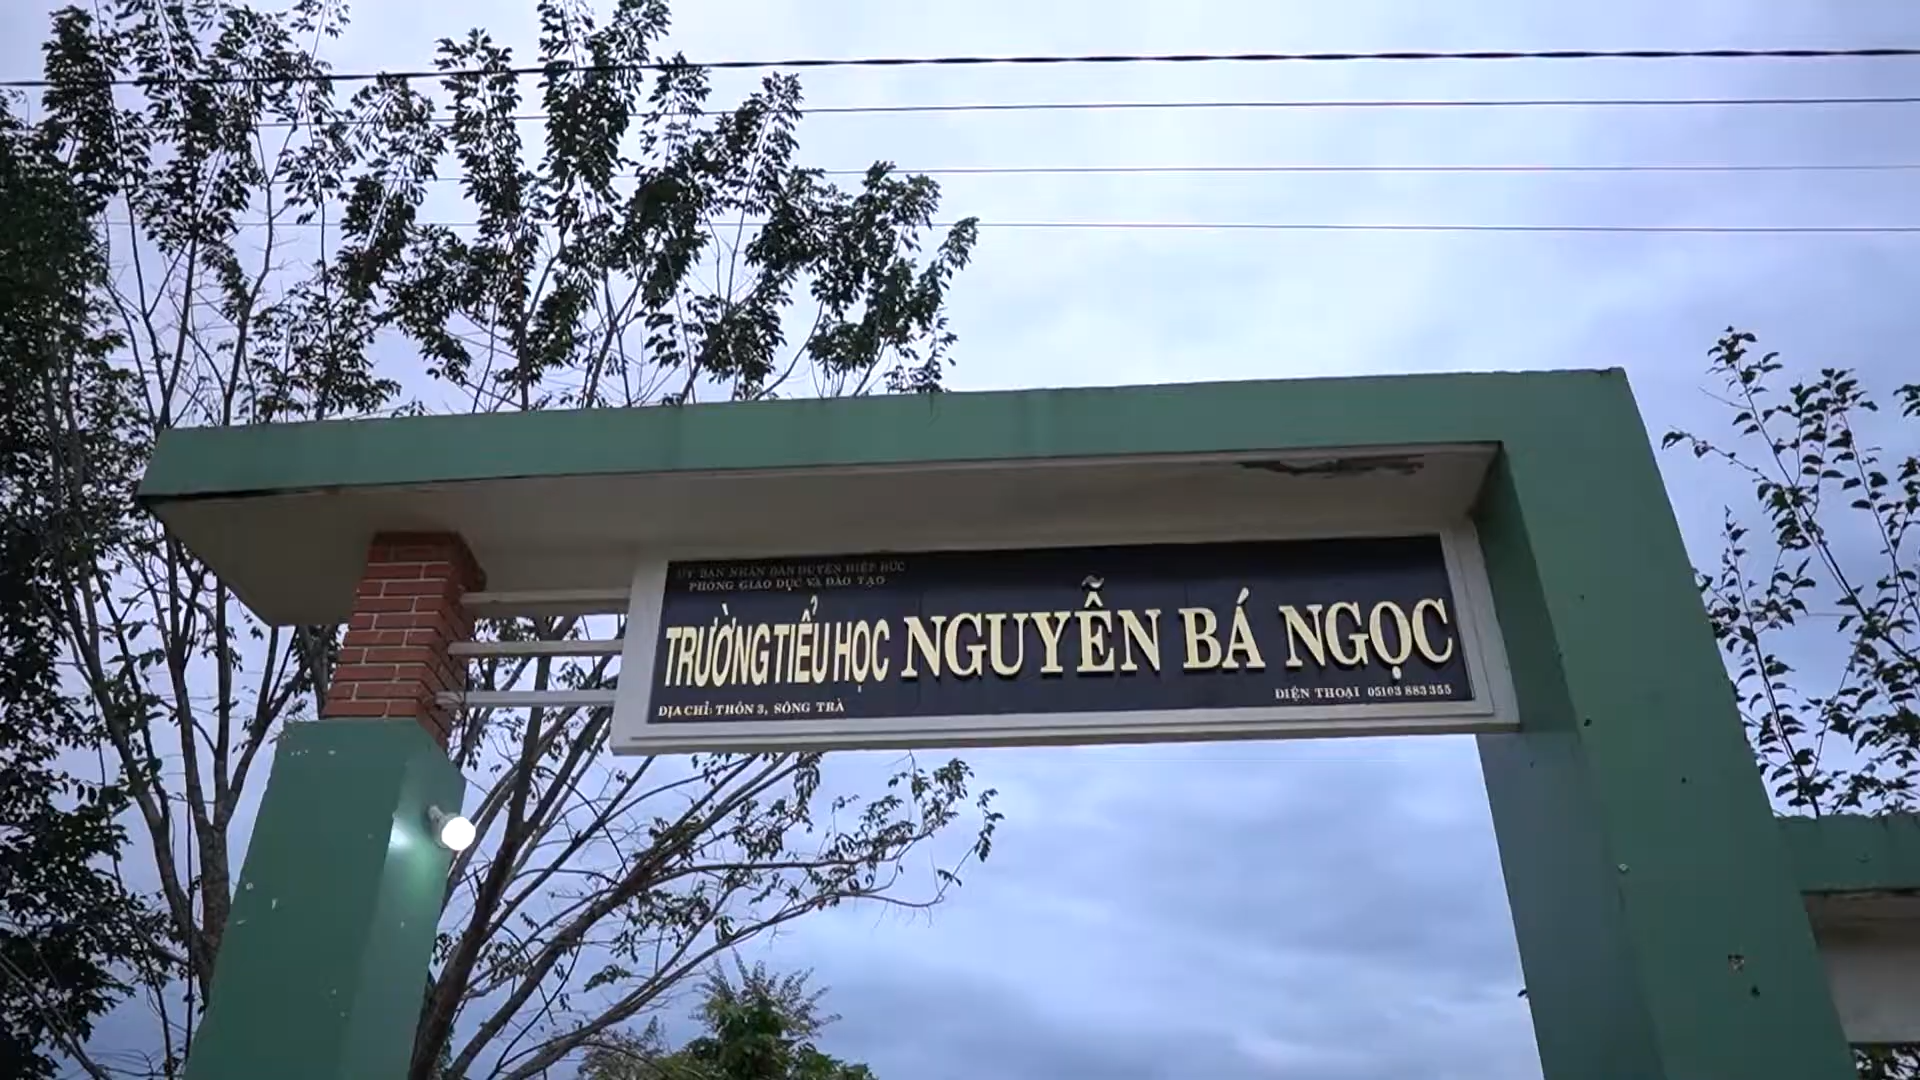 ỦY BAN NHÂN DÂN HUYỆN HIỆP ĐỨC
PHÒNG GIÁO DỤC VÀ ĐÀO TẠO
TRƯỜNG TIỂU HỌC NGUYỄN BÁ NGỌC
ĐỊA CHỈ: THÔN 3, SÔNG TRÀ
ĐIỆN THOẠI 05103 883 355